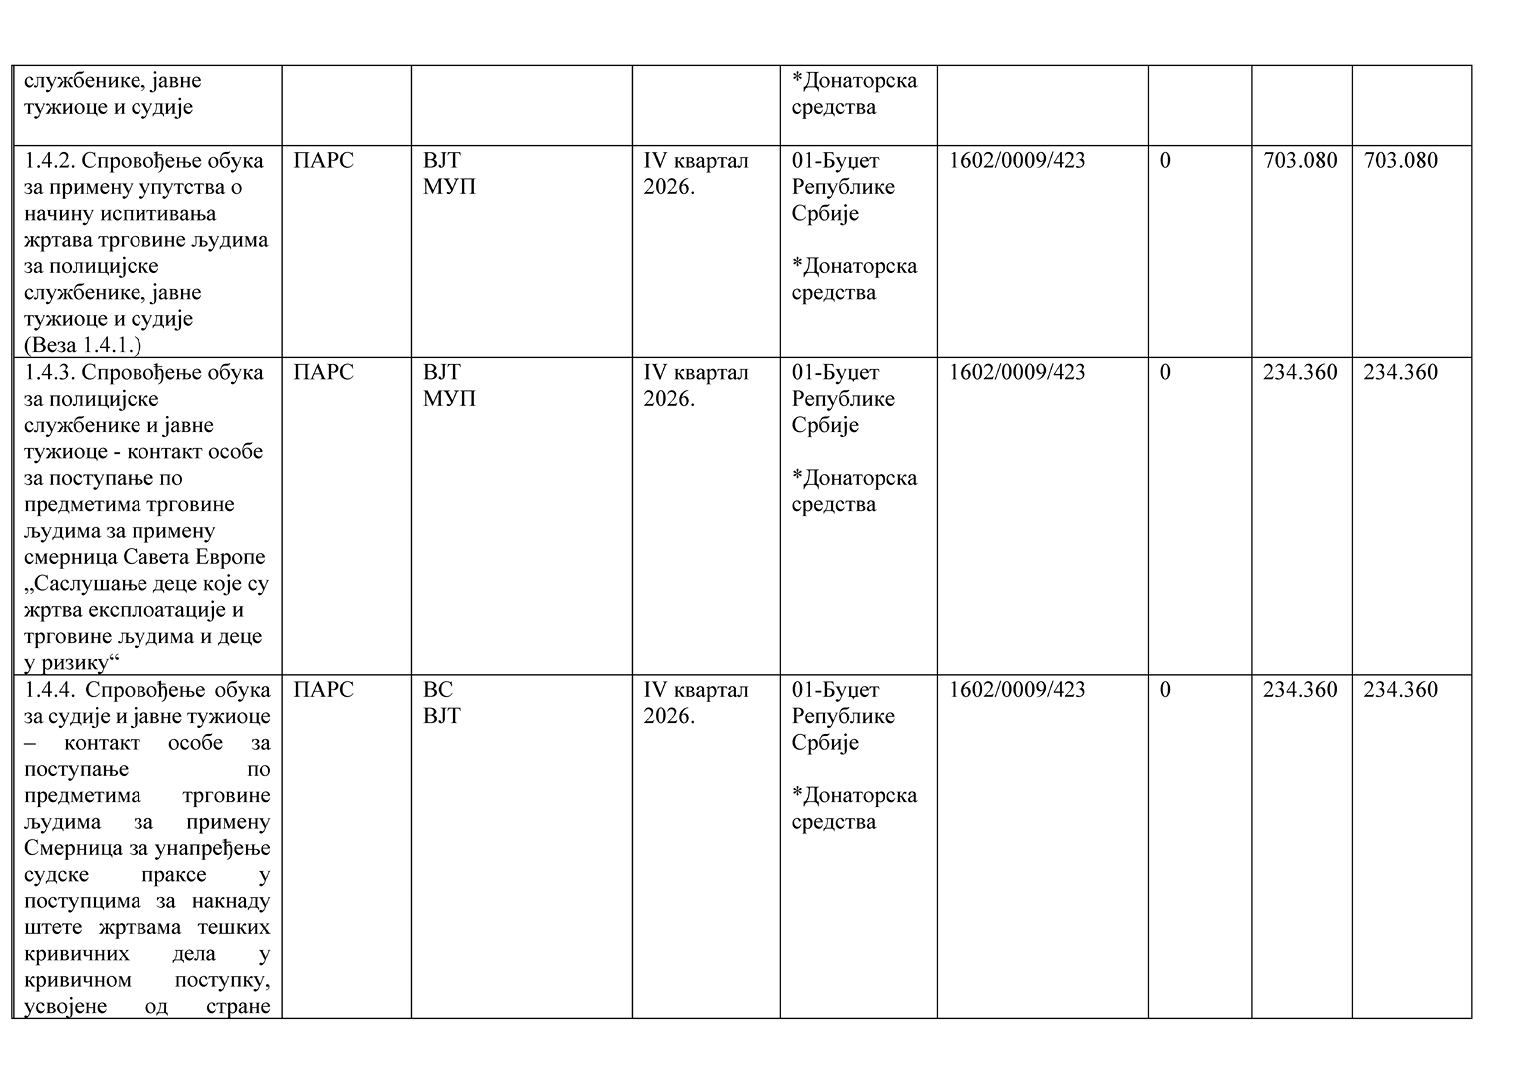 службенике, јавне
тужиоце и судије
*Донаторска
средства
1.4.2. Спровођење обука
за примену упутства о
начину испитивања
жртава трговине људима
за полицијске
службенике, јавне
тужиоце и судије
(Веза 1.4.1.)
ПАРС
ВЈТ
МУП
IV квартал
2026.
01-Буџет
Републике
Србије
*Донаторска
средства
1602/0009/423
0
703.080
703.080
1.4.3. Спровођење обука
за полицијске
службенике и јавне
тужиоце - контакт особе
за поступање по
предметима трговине
људима за примену
смерница Савета Европе
„Саслушање деце које су
жртва експлоатације и
трговине људима и деце
у ризику“
ПАРС
ВЈТ
МУП
IV квартал
2026.
01-Буџет
Републике
Србије
*Донаторска
средства
1602/0009/423
0
234.360
234.360
1.4.4. Спровођење обука
за судије и јавне тужиоце
– контакт особе за
поступање по
предметима трговине
људима за примену
Смерница за унапређење
судске праксе у
поступцима за накнаду
штете жртвама тешких
кривичних дела у
кривичном поступку,
усвојене од стране
ПАРС
ВС
ВЈТ
IV квартал
2026.
01-Буџет
Републике
Србије
*Донаторска
средства
1602/0009/423
0
234.360
234.360